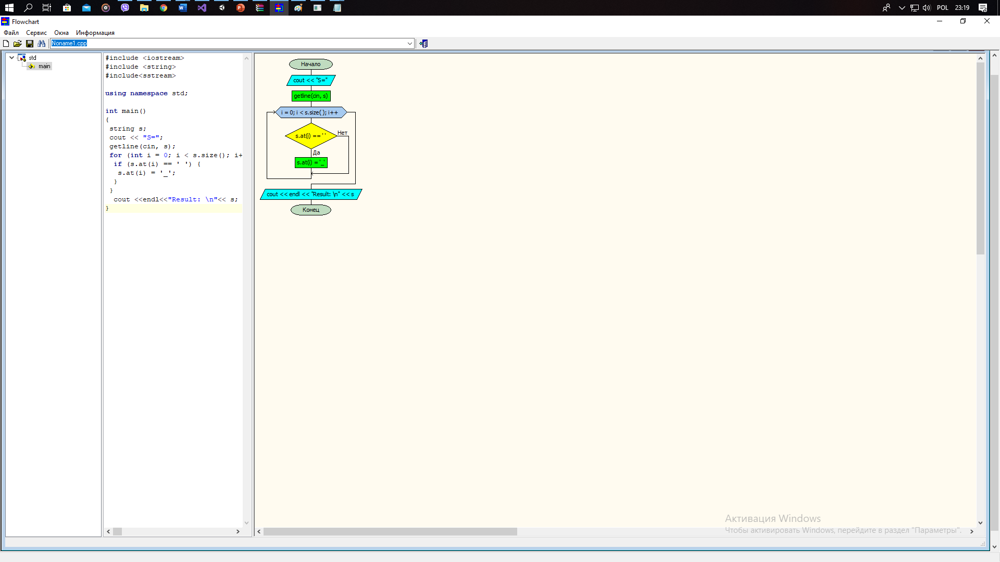 POL 23:19
Flowchart
Файл Сервис Окна Информация
Noname1.cpp
std
main
#include <iostream>
#include <string>
#include<sstream>
using namespace std;
int main()
{
string s;
cout << "S=";
getline(cin, s);
for (int i = 0; i < s.size(); i+
if (s.at(i) == ' ') {
s.at(i) = '_';
}
}
cout <<endl<<"Result: \n"<< s;
}
Начало
cout << "S="
getline(cin, s)
i = 0; i < s.size( ); i++
s.at(i) == ' '
Нет
Да
s.at(i) = '_'
cout << endl << "Result: \n" << s
Конец
Активация Windows
Чтобы активировать Windows, перейдите в раздел "Параметры".